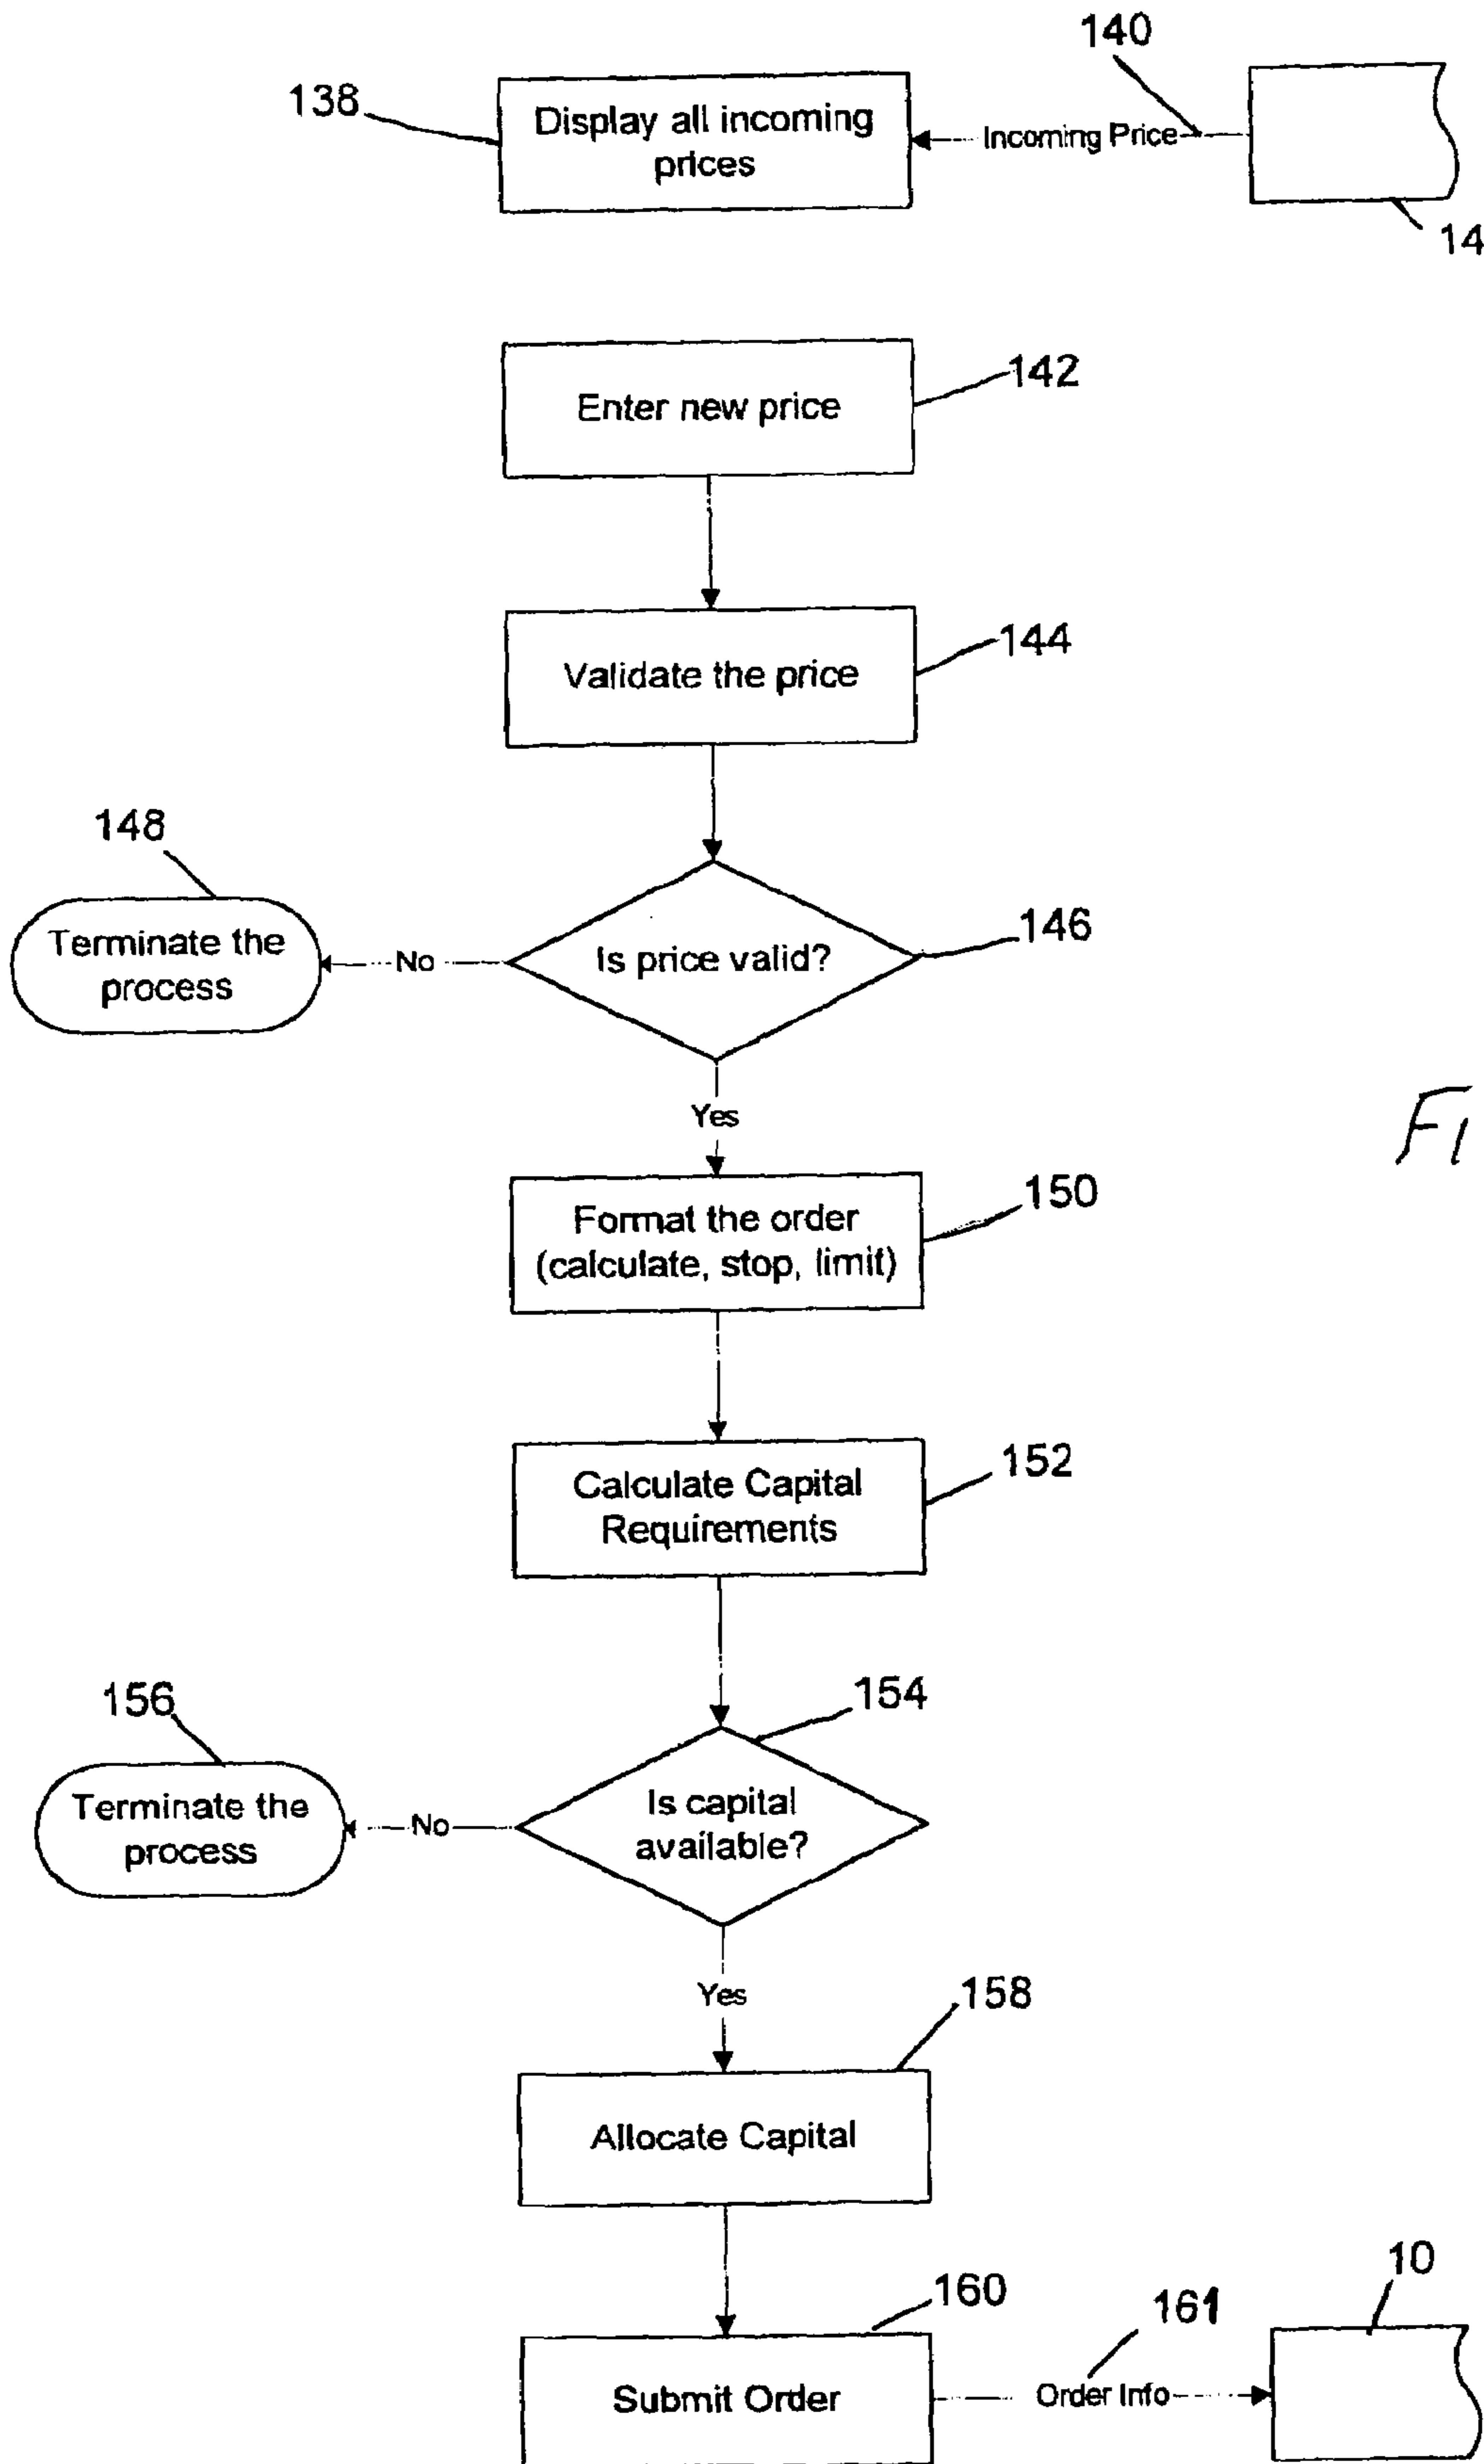 140
138
Display all incoming
prices
Incoming Price
14
Enter new price
142
Validate the price
144
148
Terminate the
process
No
Is price valid?
146
Yes
FI
Format the order
(calculate, stop, limit)
150
Calculate Capital
Requirements
152
156
154
Terminate the
process
No
Is capital
available?
Yes
158
Allocate Capital
160
161
10
Submit Order
Order Info